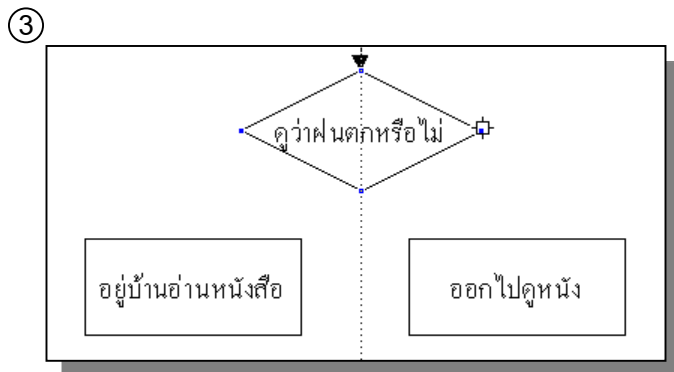 3
ดูว่าฝนตกหรือไม่
อยู่บ้านอ่านหนังสือ
ออกไปดูหนัง